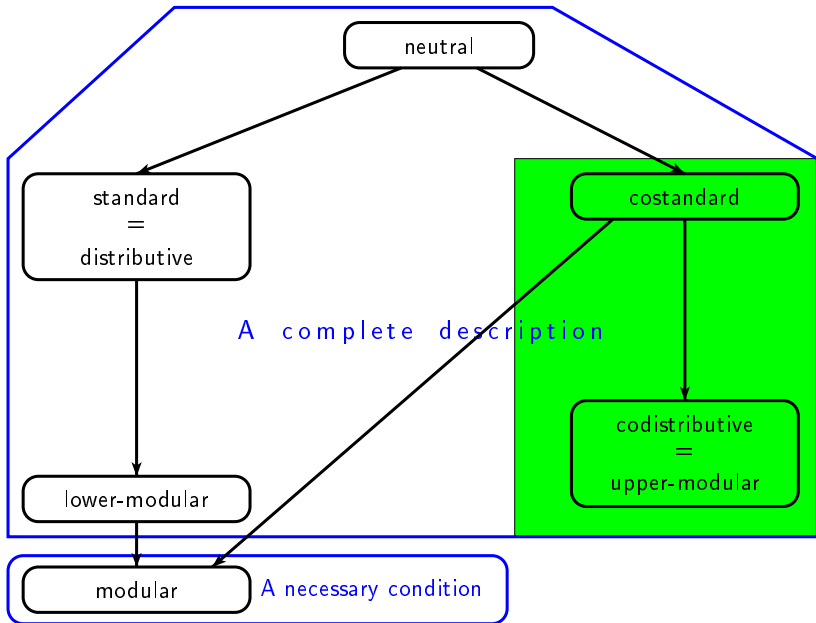 neutral
standard
=
distributive
costandard
A complete description
codistributive
=
upper-modular
lower-modular
modular
A necessary condition